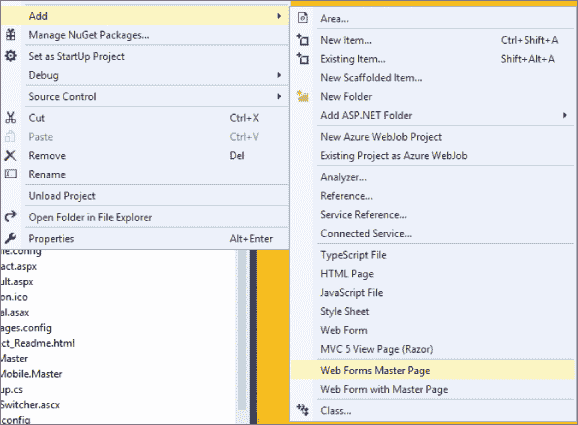 Add
Manage NuGet Packages...
Set as StartUp Project
Debug
Source Control
Cut Ctrl+X
Paste Ctrl+V
Remove Del
Rename
Unload Project
Open Folder in File Explorer
Properties Alt+Enter
le.config
act.aspx
ult.aspx
on.ico
al.asax
ages.config
ct_Readme.html
Master
Mobile.Master
up.cs
Switcher.ascx
config
Area...
New Item... Ctrl+Shift+A
Existing Item... Shift+Alt+A
New Scaffolded Item...
New Folder
Add ASP.NET Folder
New Azure WebJob Project
Existing Project as Azure WebJob
Analyzer...
Reference...
Service Reference...
Connected Service...
TypeScript File
HTML Page
JavaScript File
Style Sheet
Web Form
MVC 5 View Page (Razor)
Web Forms Master Page
Web Form with Master Page
Class...